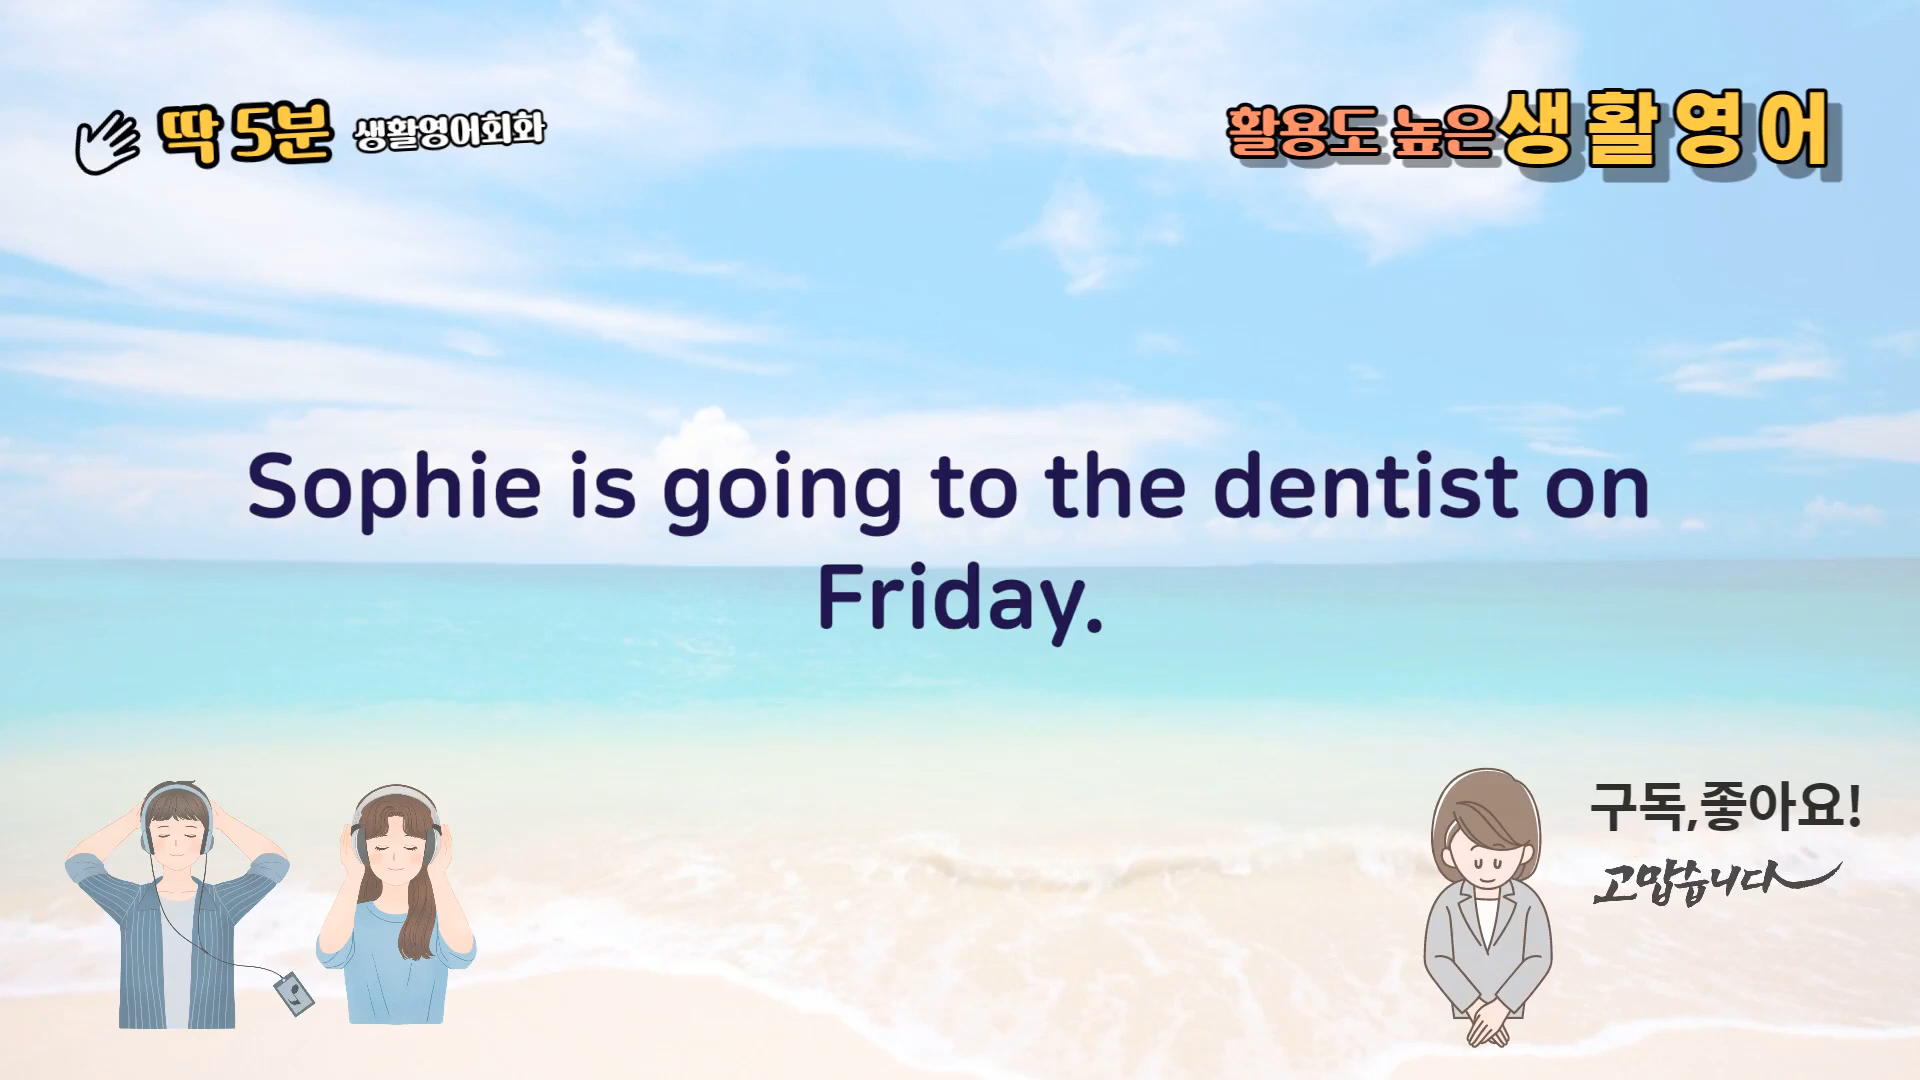 딱 5분 생활영어회화
활용도 높은 생활영어
Sophie is going to the dentist on
Friday.
구독,좋아요!
고맙습니다